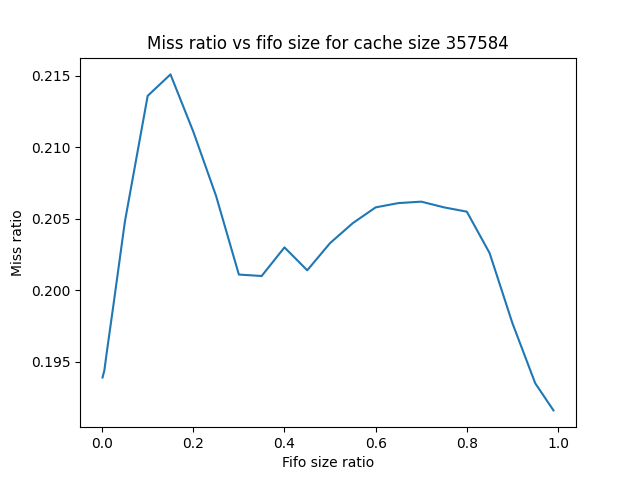 Miss ratio vs fifo size for cache size 357584
0.215
0.210
0.205
0.200
0.195
Miss ratio
0.0 0.2 0.4 0.6 0.8 1.0
Fifo size ratio